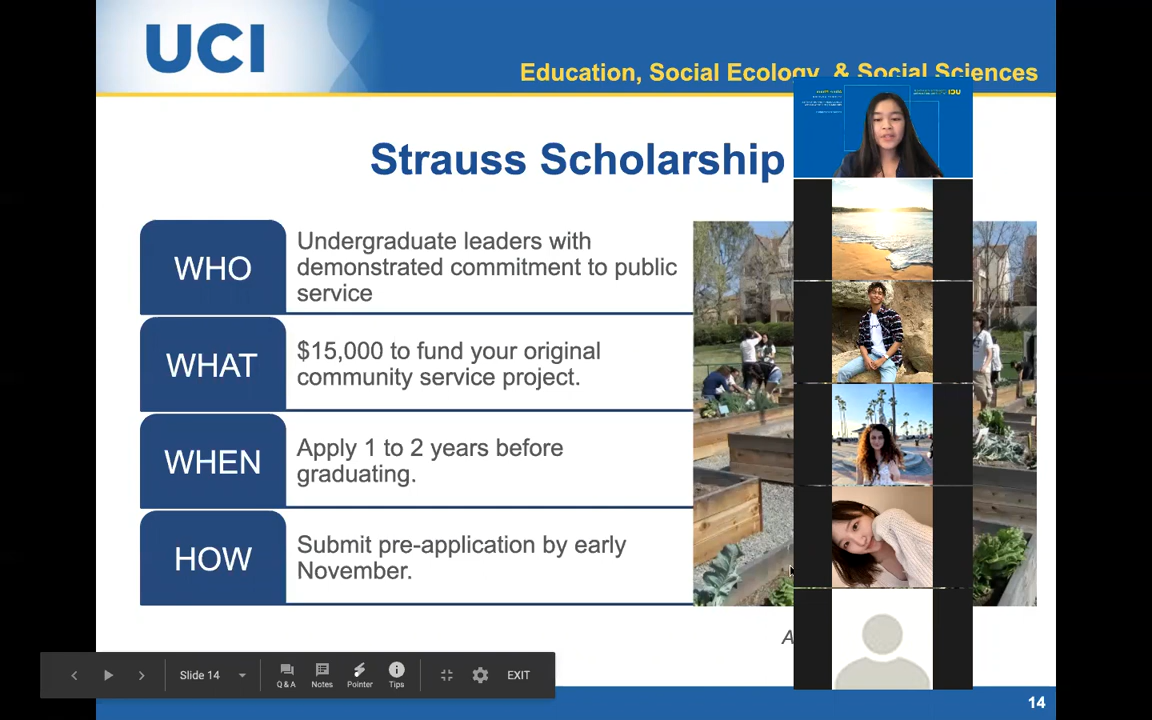 UCI
Education, Social Ecology, & Social Sciences
Strauss Scholarship
WHO
Undergraduate leaders with
demonstrated commitment to public
service
WHAT
$15,000 to fund your original
community service project.
WHEN
Apply 1 to 2 years before
graduating.
HOW
Submit pre-application by early
November.
A
Slide 14
Q & A
Notes
Pointer
Tips
EXIT
14